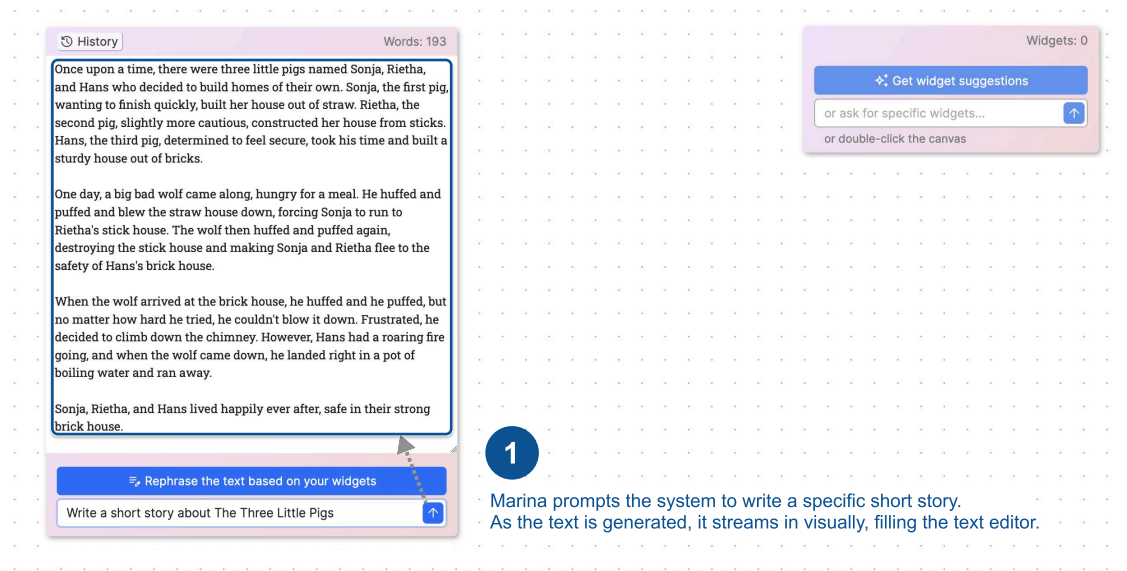 History
Words: 193
Once upon a time, there were three little pigs named Sonja, Rietha,
and Hans who decided to build homes of their own. Sonja, the first pig,
wanting to finish quickly, built her house out of straw. Rietha, the
second pig, slightly more cautious, constructed her house from sticks.
Hans, the third pig, determined to feel secure, took his time and built a
sturdy house out of bricks.
One day, a big bad wolf came along, hungry for a meal. He huffed and
puffed and blew the straw house down, forcing Sonja to run to
Rietha's stick house. The wolf then huffed and puffed again,
destroying the stick house and making Sonja and Rietha flee to the
safety of Hans's brick house.
When the wolf arrived at the brick house, he huffed and he puffed, but
no matter how hard he tried, he couldn't blow it down. Frustrated, he
decided to climb down the chimney. However, Hans had a roaring fire
going, and when the wolf came down, he landed right in a pot of
boiling water and ran away.
Sonja, Rietha, and Hans lived happily ever after, safe in their strong
brick house.
Rephrase the text based on your widgets
Write a short story about The Three Little Pigs
Widgets: 0
Get widget suggestions
or ask for specific widgets...
or double-click the canvas
1
Marina prompts the system to write a specific short story.
As the text is generated, it streams in visually, filling the text editor.